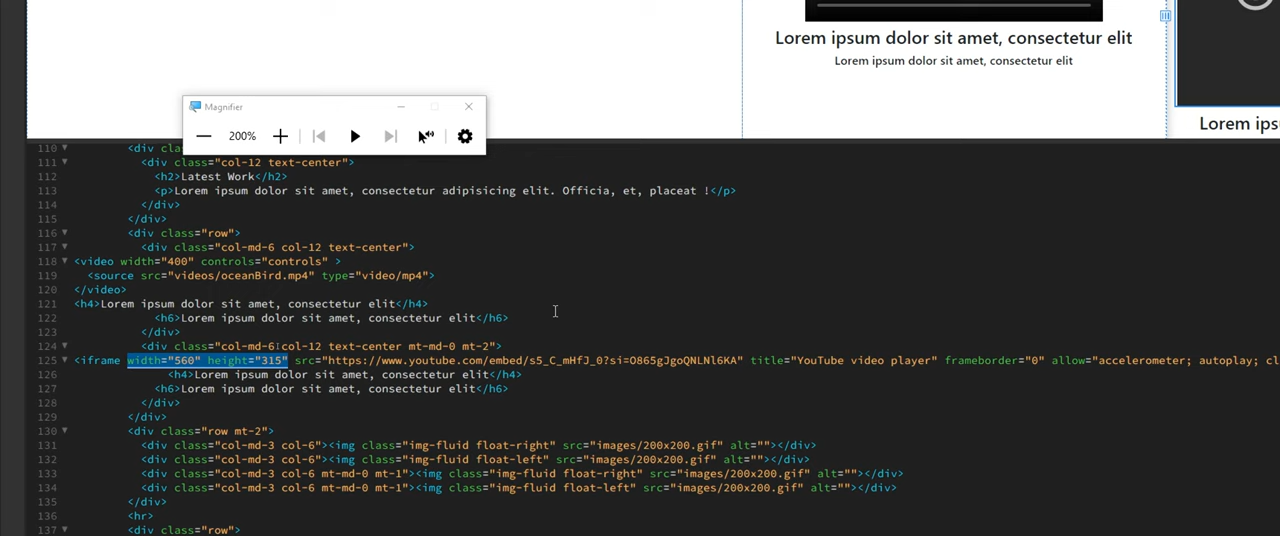 Lorem ipsum dolor sit amet, consectetur elit
Lorem ipsum dolor sit amet, consectetur elit
Lorem ips
Magnifier
200%
110 <div clas
111 <div class="col-12 text-center">
112 <h2>Latest Work</h2>
113 <p>Lorem ipsum dolor sit amet, consectetur adipisicing elit. Officia, et, placeat !</p>
114 </div>
115 </div>
116 <div class="row">
117 <div class="col-md-6 col-12 text-center">
118 <video width="400" controls="controls" >
119 <source src="videos/oceanBird.mp4" type="video/mp4">
120 </video>
121 <h4>Lorem ipsum dolor sit amet, consectetur elit</h4>
122 <h6>Lorem ipsum dolor sit amet, consectetur elit</h6>
123 </div>
124 <div class="col-md-6 col-12 text-center mt-md-0 mt-2">
125 <iframe width="560" height="315" src="https://www.youtube.com/embed/s5_C_mHfJ_0?si=O865gJgoQNLNl6KA" title="YouTube video player" frameborder="0" allow="accelerometer; autoplay; cl
126 <h4>Lorem ipsum dolor sit amet, consectetur elit</h4>
127 <h6>Lorem ipsum dolor sit amet, consectetur elit</h6>
128 </div>
129 </div>
130 <div class="row mt-2">
131 <div class="col-md-3 col-6"><img class="img-fluid float-right" src="images/200x200.gif" alt=""></div>
132 <div class="col-md-3 col-6"><img class="img-fluid float-left" src="images/200x200.gif" alt=""></div>
133 <div class="col-md-3 col-6 mt-md-0 mt-1"><img class="img-fluid float-right" src="images/200x200.gif" alt=""></div>
134 <div class="col-md-3 col-6 mt-md-0 mt-1"><img class="img-fluid float-left" src="images/200x200.gif" alt=""></div>
135 </div>
136 <hr>
137 <div class="row">